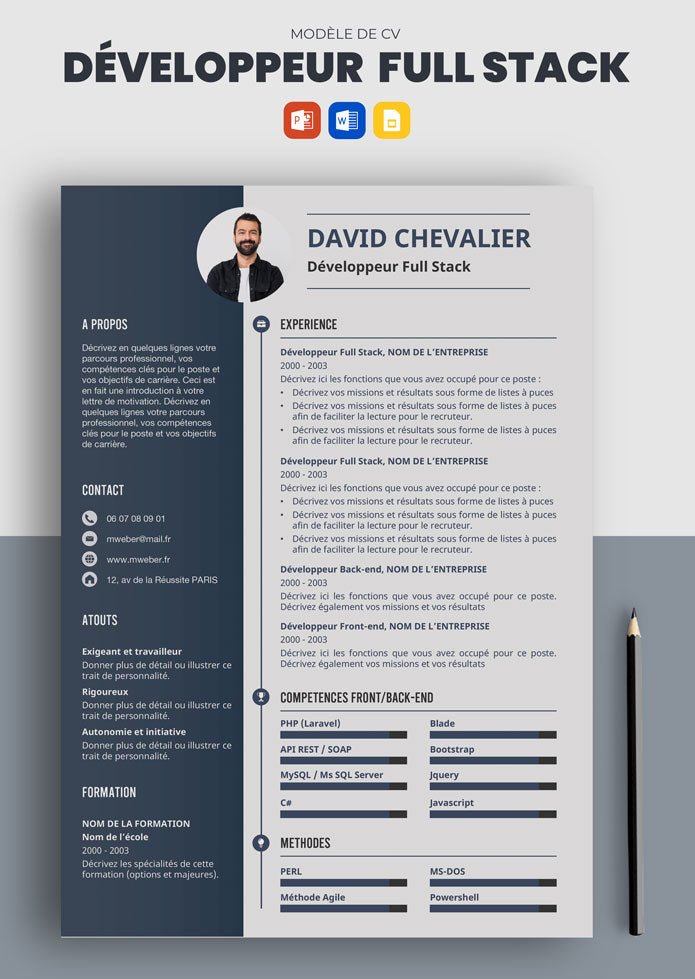 MODÈLE DE CV
DÉVELOPPEUR FULL STACK
DAVID CHEVALIER
Développeur Full Stack
A PROPOS
Décrivez en quelques lignes votre
parcours professionnel, vos
compétences clés pour le poste et
vos objectifs de carrière. Ceci est
en fait une introduction à votre
lettre de motivation. Décrivez en
quelques lignes votre parcours
professionnel, vos compétences
clés pour le poste et vos objectifs
de carrière.
CONTACT
06 07 08 09 01
mweber@mail.fr
www.mweber.fr
12, av de la Réussite PARIS
ATOUTS
Exigeant et travailleur
Donner plus de détail ou illustrer ce
trait de personnalité.
Rigoureux
Donner plus de détail ou illustrer ce
trait de personnalité.
Autonomie et initiative
Donner plus de détail ou illustrer ce
trait de personnalité.
FORMATION
NOM DE LA FORMATION
Nom de l'école
2000 - 2003
Décrivez les spécialités de cette
formation (options et majeures).
EXPERIENCE
Développeur Full Stack, NOM DE L'ENTREPRISE
2000 - 2003
Décrivez ici les fonctions que vous avez occupé pour ce poste :
• Décrivez vos missions et résultats sous forme de listes à puces
• Décrivez vos missions et résultats sous forme de listes à puces
afin de faciliter la lecture pour le recruteur.
• Décrivez vos missions et résultats sous forme de listes à puces
afin de faciliter la lecture pour le recruteur.
Développeur Full Stack, NOM DE L'ENTREPRISE
2000 - 2003
Décrivez ici les fonctions que vous avez occupé pour ce poste :
• Décrivez vos missions et résultats sous forme de listes à puces
• Décrivez vos missions et résultats sous forme de listes à puces
afin de faciliter la lecture pour le recruteur.
• Décrivez vos missions et résultats sous forme de listes à puces
afin de faciliter la lecture pour le recruteur.
Développeur Back-end, NOM DE L'ENTREPRISE
2000 - 2003
Décrivez ici les fonctions que vous avez occupé pour ce poste.
Décrivez également vos missions et vos résultats
Développeur Front-end, NOM DE L'ENTREPRISE
2000 - 2003
Décrivez ici les fonctions que vous avez occupé pour ce poste.
Décrivez également vos missions et vos résultats
COMPETENCES FRONT/BACK-END
PHP (Laravel) Blade
API REST / SOAP Bootstrap
MySQL / Ms SQL Server Jquery
C# Javascript
METHODES
PERL MS-DOS
Méthode Agile Powershell